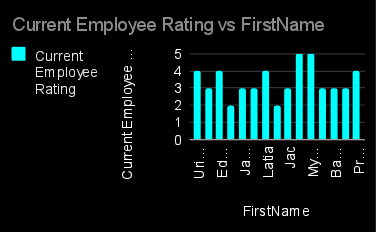 Current Employee Rating vs FirstName
Current
Employee
Rating
Current Employee ...
5
4
3
2
1
0
Uri...
Ed...
Ja...
Latia
Jac
My...
Ba...
Pr...
FirstName